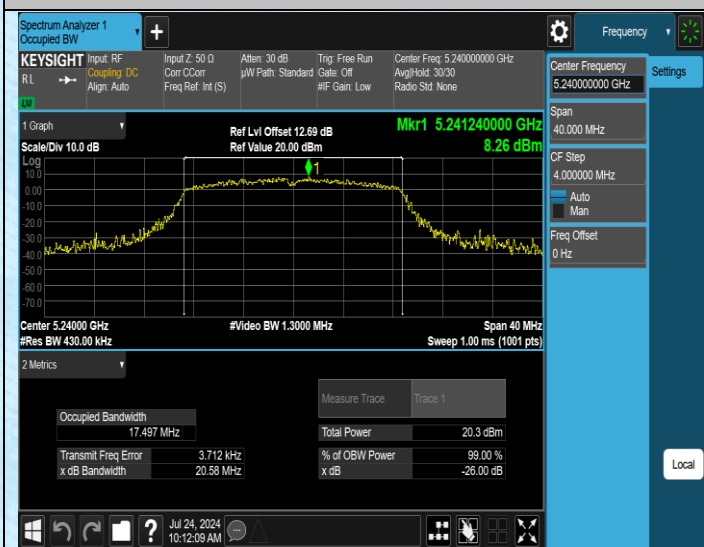 Spectrum Analyzer 1
Occupied BW
+
Frequency
KEYSIGHT
RL
LXI
Input: RF
Coupling: DC
Align: Auto
Input Z: 50 Ω
Corr CCorr
Freq Ref: Int (S)
Atten: 30 dB
µW Path: Standard
Trig: Free Run
Gate: Off
#IF Gain: Low
Center Freq: 5.240000000 GHz
Avg|Hold: 30/30
Radio Std: None
Center Frequency
5.240000000 GHz
Settings
Span
40.000 MHz
CF Step
4.000000 MHz
Auto
Man
Freq Offset
0 Hz
Local
1 Graph
Scale/Div 10.0 dB
Ref Lvl Offset 12.69 dB
Ref Value 20.00 dBm
Mkr1 5.241240000 GHz
8.26 dBm
Log
10.0
0.00
-10.0
-20.0
-30.0
-40.0
-50.0
-60.0
-70.0
1
Center 5.24000 GHz
#Video BW 1.3000 MHz
Span 40 MHz
#Res BW 430.00 kHz
Sweep 1.00 ms (1001 pts)
2 Metrics
Measure Trace
Trace 1
Occupied Bandwidth
17.497 MHz
Total Power
20.3 dBm
Transmit Freq Error
3.712 kHz
% of OBW Power
99.00 %
x dB Bandwidth
20.58 MHz
x dB
-26.00 dB
?
Jul 24, 2024
10:12:09 AM